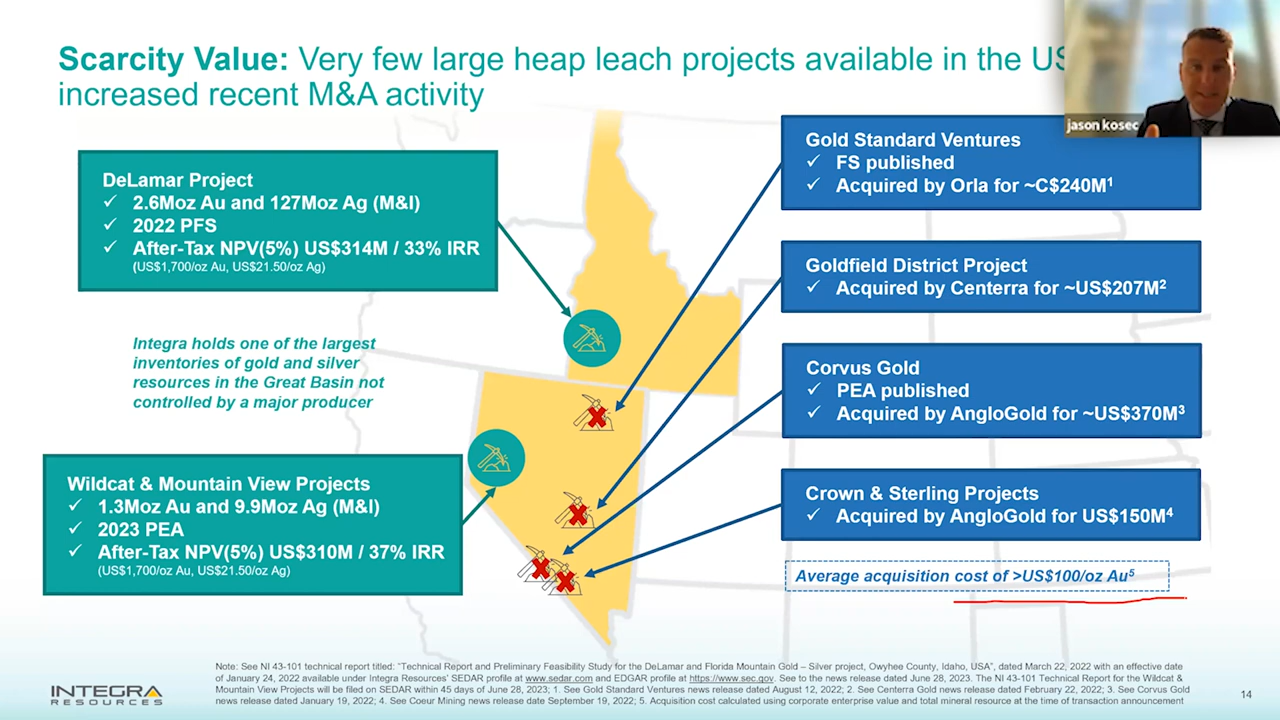 Scarcity Value: Very few large heap leach projects available in the US
increased recent M&A activity
jason kosec
DeLamar Project
✓ 2.6Moz Au and 127Moz Ag (M&I)
✓ 2022 PFS
✓ After-Tax NPV(5%) US$314M / 33% IRR
(US$1,700/oz Au, US$21.50/oz Ag)
Integra holds one of the largest
inventories of gold and silver
resources in the Great Basin not
controlled by a major producer
Wildcat & Mountain View Projects
✓ 1.3Moz Au and 9.9Moz Ag (M&I)
✓ 2023 PEA
✓ After-Tax NPV(5%) US$310M / 37% IRR
(US$1,700/oz Au, US$21.50/oz Ag)
Gold Standard Ventures
✓ FS published
✓ Acquired by Orla for ~C$240M¹
Goldfield District Project
✓ Acquired by Centerra for ~US$207M²
Corvus Gold
✓ PEA published
✓ Acquired by AngloGold for ~US$370M³
Crown & Sterling Projects
✓ Acquired by AngloGold for US$150M⁴
Average acquisition cost of >US$100/oz Au⁵
Note: See NI 43-101 technical report titled: "Technical Report and Preliminary Feasibility Study for the DeLamar and Florida Mountain Gold – Silver project, Owyhee County, Idaho, USA", dated March 22, 2022 with an effective date
of January 24, 2022 available under Integra Resources' SEDAR profile at www.sedar.com and EDGAR profile at https://www.sec.gov. See to the news release dated June 28, 2023. The NI 43-101 Technical Report for the Wildcat &
Mountain View Projects will be filed on SEDAR within 45 days of June 28, 2023; 1. See Gold Standard Ventures news release dated August 12, 2022; 2. See Centerra Gold news release dated February 22, 2022; 3. See Corvus Gold
news release dated January 19, 2022; 4. See Coeur Mining news release date September 19, 2022; 5. Acquisition cost calculated using corporate enterprise value and total mineral resource at the time of transaction announcement
INTEGRA
RESOURCES
14